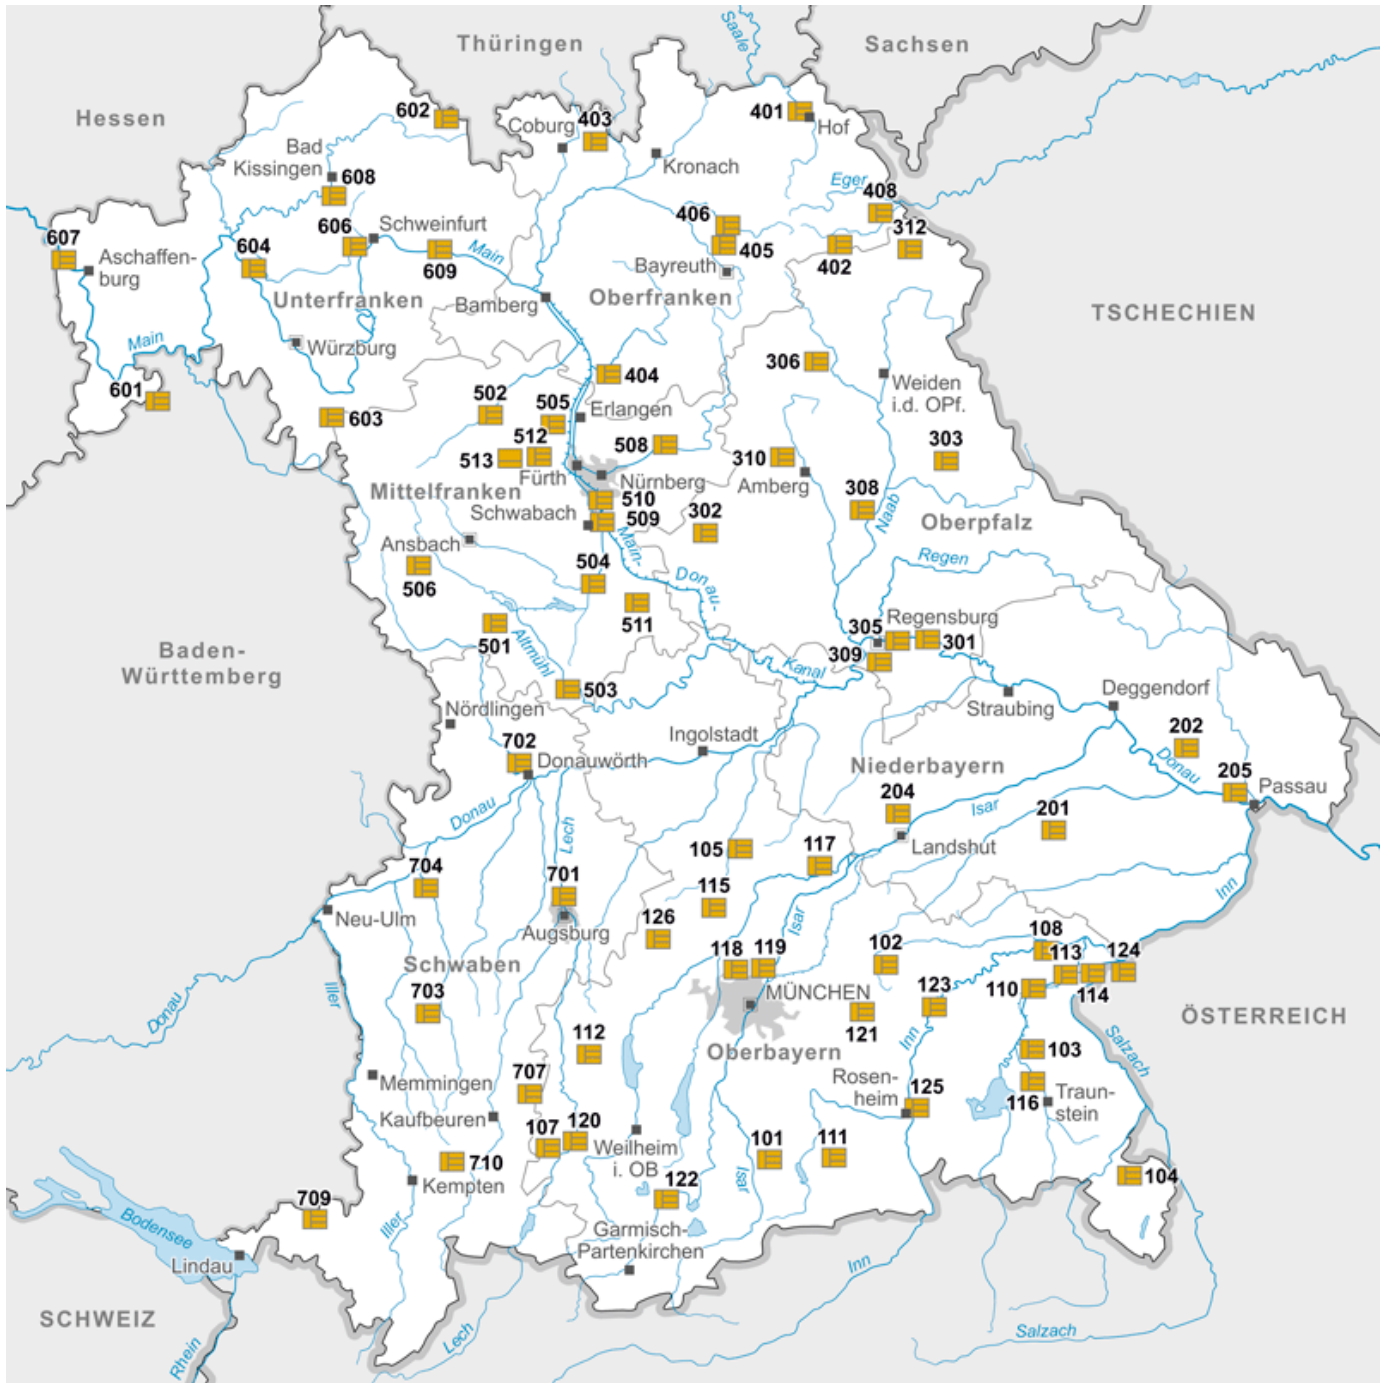 Thüringen
Sachsen
Saale
Hessen
602
403
Coburg
401
Hof
Bad
Kissingen
Kronach
608
Eger
408
406
312
606
Schweinfurt
607
604
Main
405
402
Aschaffen-
burg
609
Bayreuth
Unterfranken
Bamberg
Oberfranken
TSCHECHIEN
Main
Würzburg
306
404
Weiden
i.d. OPf.
601
603
502
505
Erlangen
512
508
303
513
310
Fürth
Nürnberg
Amberg
Mittelfranken
308
510
Schwabach
509
302
Naab
Oberpfalz
Main-
Ansbach
Regen
506
504
Donau-
511
Regensburg
305
301
501
Altmühl
309
Baden-
Württemberg
Kanal
503
Deggendorf
Straubing
Nördlingen
Ingolstadt
202
702
Donauwörth
Niederbayern
Donau
205
Passau
Donau
204
Isar
201
Lech
105
117
Landshut
704
701
115
Inn
Neu-Ulm
Isar
126
Augsburg
108
118
119
102
113
124
Schwaben
110
114
123
Iller
MÜNCHEN
703
Donau
121
ÖSTERREICH
112
Oberbayern
Inn
Salzach
103
Memmingen
707
Rosen-
heim
125
116
Traun-
stein
Kaufbeuren
107
120
Weilheim
i. OB
101
111
710
Isar
104
Kempten
122
709
Bodensee
Iller
Garmisch-
Partenkirchen
Lindau
Inn
SCHWEIZ
Lech
Salzach
Rhein